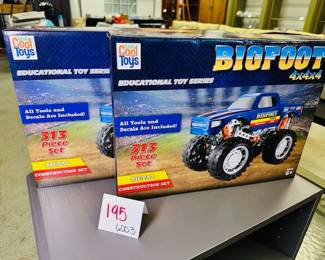 Cool
Toys
EDUCATIONAL TOY SERIES
All Tools and
Decals Are Included!
313
Piece
Set
METAL
CONSTRUCTION SET
Cool
Toys
BIGFOOT
4x4x4
EDUCATIONAL TOY SERIES
All Tools and
Decals Are Included!
313
Piece
Set
METAL
CONSTRUCTION SET
BIGFOOT
195
6003